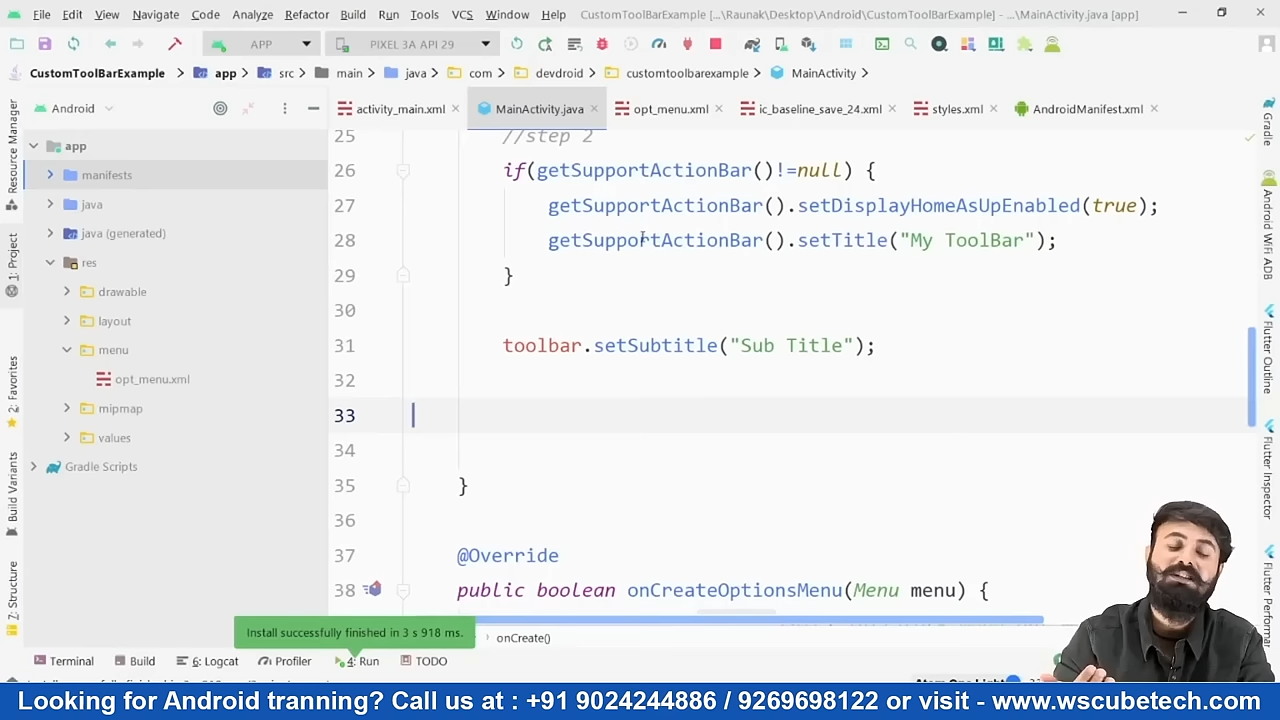 File Edit View Navigate Code Analyze Refactor Build Run Tools VCS Window Help CustomToolBarExample [...\Raunak\Desktop\Android\CustomToolBarExample] - ...\MainActivity.java [app]
APP PIXEL 3A API 29
CustomToolBarExample app src main java com devdroid customtoolbarexample MainActivity
Android
activity_main.xml MainActivity.java opt_menu.xml ic_baseline_save_24.xml styles.xml AndroidManifest.xml
Resource Manager
1: Project
2: Favorites
Build Variants
7: Structure
app
manifests
java
java (generated)
res
drawable
layout
menu
opt_menu.xml
mipmap
values
Gradle Scripts
25 //step 2
26 if(getSupportActionBar()!=null) {
27 getSupportActionBar().setDisplayHomeAsUpEnabled(true);
28 getSupportActionBar().setTitle("My ToolBar");
29 }
30
31 toolbar.setSubtitle("Sub Title");
32
33
34
35 }
36
37 @Override
38 public boolean onCreateOptionsMenu(Menu menu) {
Gradle
Android WiFi ADB
Flutter Outline
Flutter Inspector
Flutter Performa
Install successfully finished in 3 s 918 ms.
onCreate()
Terminal Build 6: Logcat Profiler 4: Run TODO
Looking for Android tranning? Call us at : +91 9024244886 / 9269698122 or visit - www.wscubetech.com